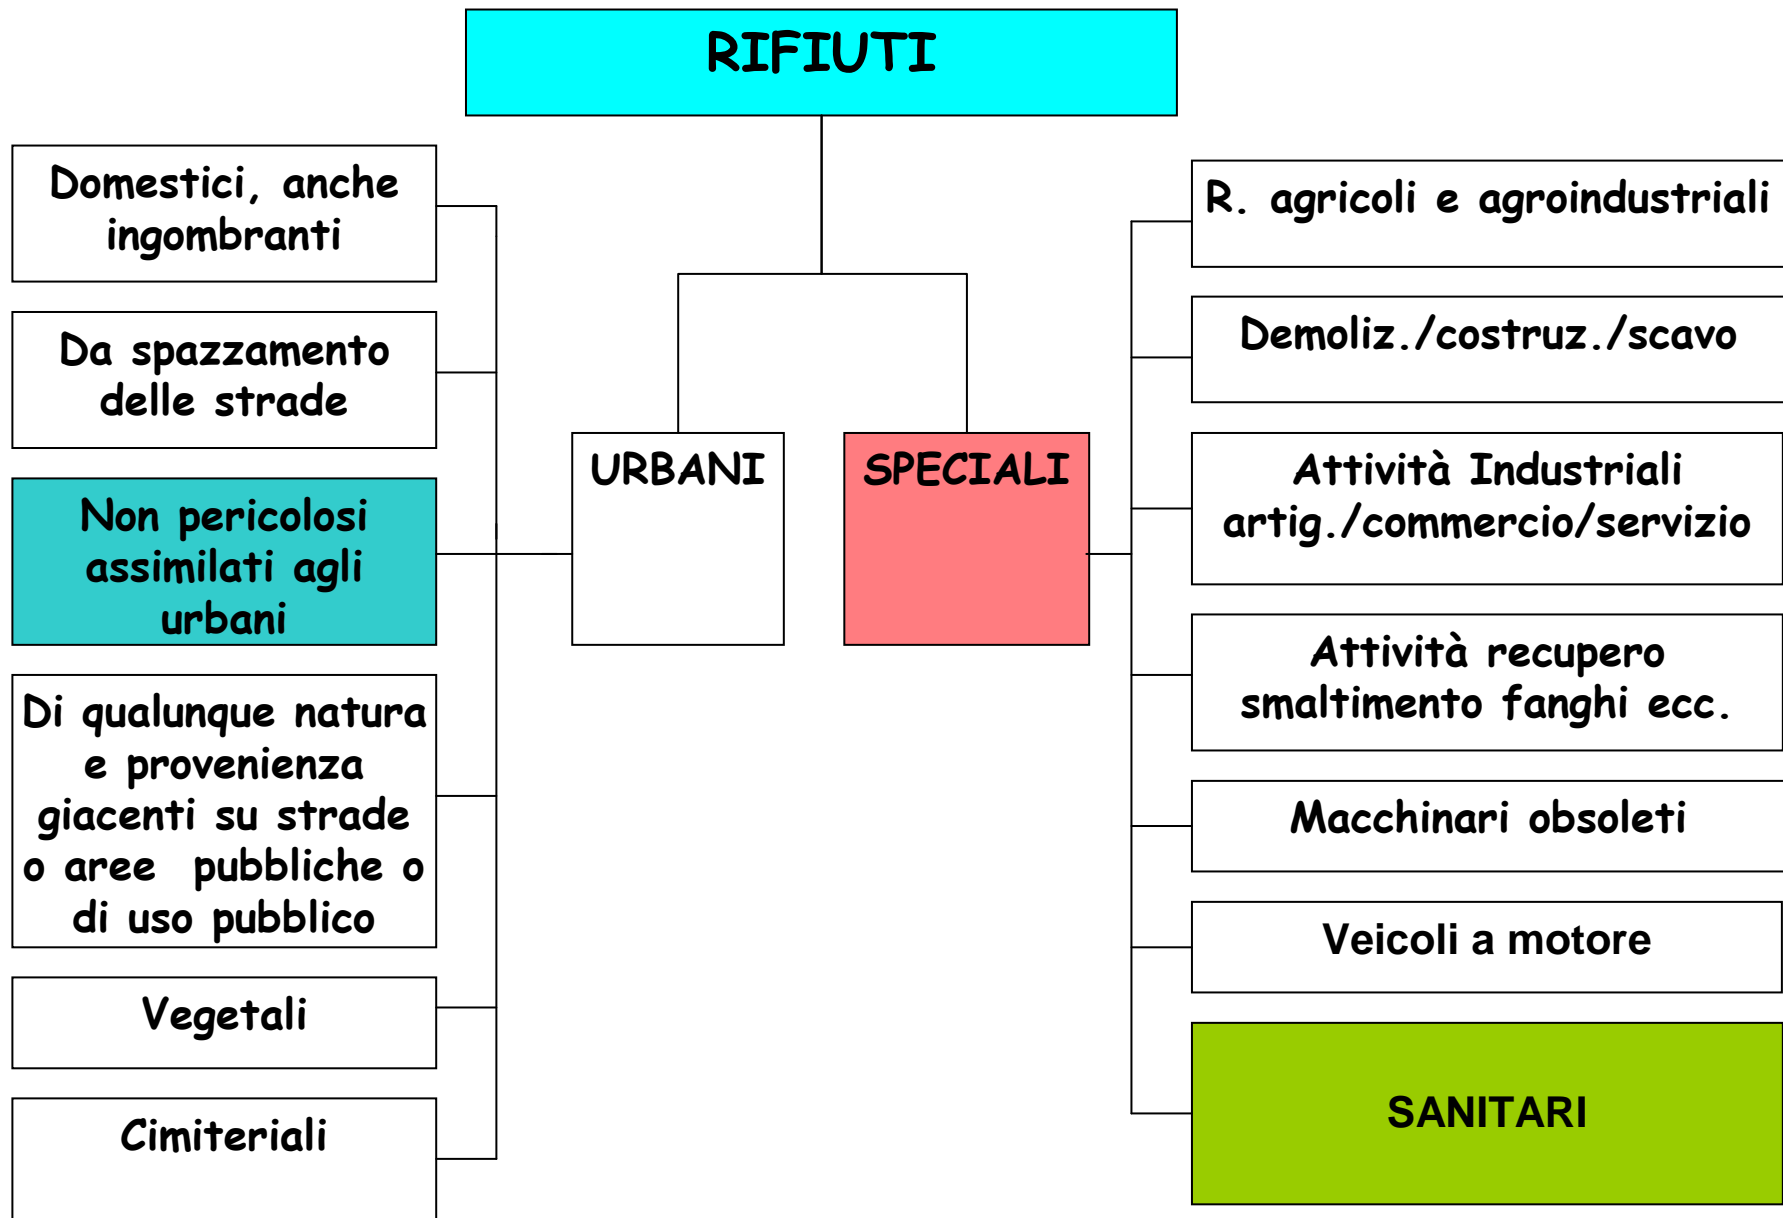 RIFIUTI
Domestici, anche
ingombranti
Da spazzamento
delle strade
Non pericolosi
assimilati agli
urbani
Di qualunque natura
e provenienza
giacenti su strade
o aree pubbliche o
di uso pubblico
Vegetali
Cimiteriali
URBANI
SPECIALI
R. agricoli e agroindustriali
Demoliz./costruz./scavo
Attività Industriali
artig./commercio/servizio
Attività recupero
smaltimento fanghi ecc.
Macchinari obsoleti
Veicoli a motore
SANITARI